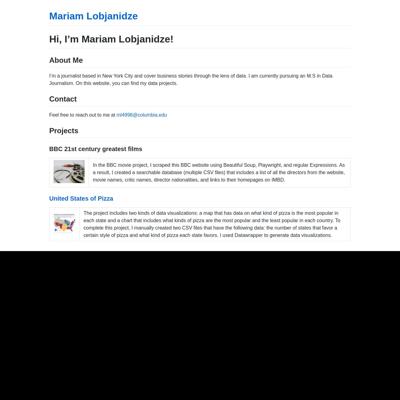 Mariam Lobjanidze
Hi, I'm Mariam Lobjanidze!
About Me
I'm a journalist based in New York City and cover business stories through the lens of data. I am currently pursuing an M.S in Data
Journalism. On this website, you can find my data projects.
Contact
Feel free to reach out to me at ml4998@columbia.edu
Projects
BBC 21st century greatest films
In the BBC movie project, I scraped this BBC website using Beautiful Soup, Playwright, and regular Expressions. As
a result, I created a searchable database (multiple CSV files) that includes a list of all the directors from the website,
movie names, critic names, director nationalities, and links to their homepages on IMBD.
United States of Pizza
The project includes two kinds of data visualizations: a map that has data on what kind of pizza is the most popular in
each state and a chart that includes what kinds of pizza are the most popular and the least popular in each country. To
complete this project, I manually created two CSV files that have the following data: the number of states that favor a
certain style of pizza and what kind of pizza each state favors. I used Datawrapper to generate data visualizations.